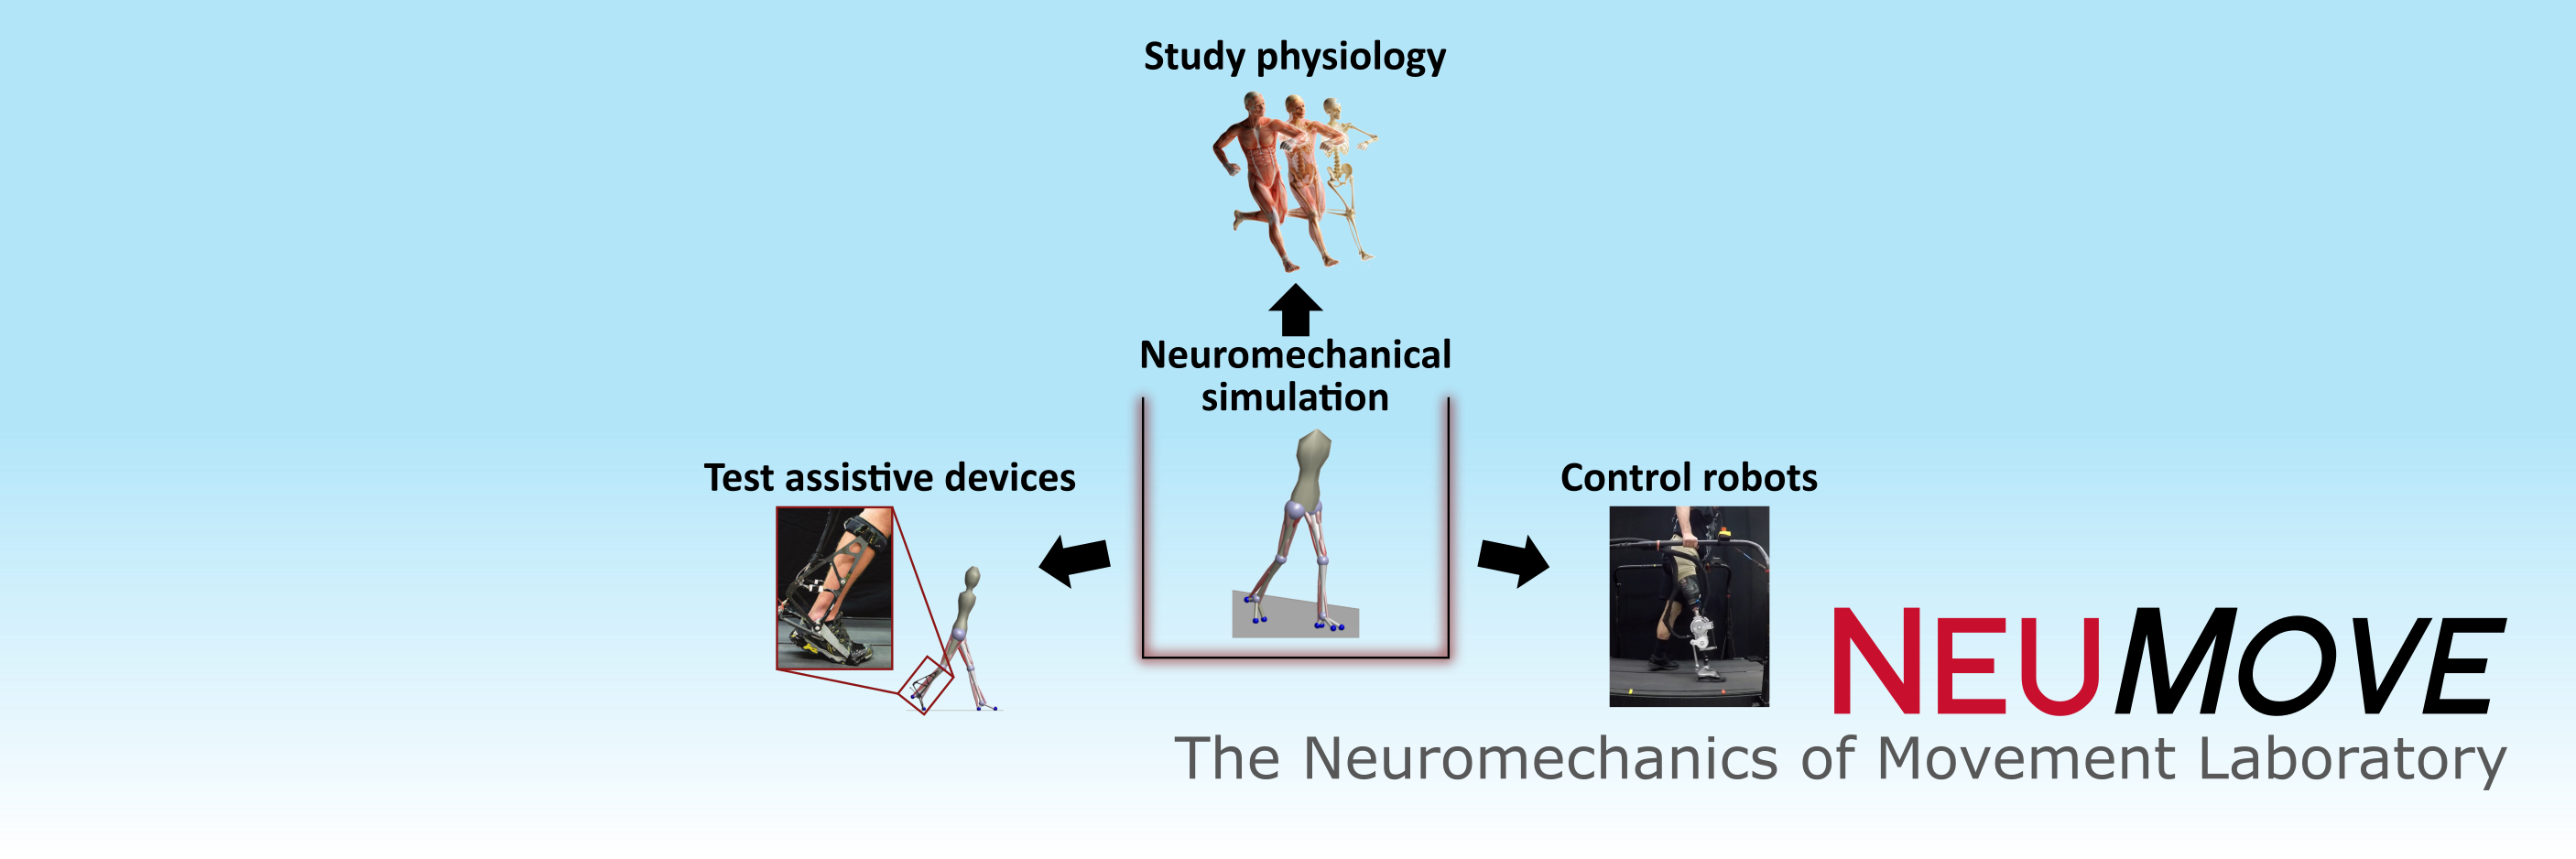 Study physiology
Neuromechanical
simulation
Test assistive devices
Control robots
NEUMOVE
The Neuromechanics of Movement Laboratory